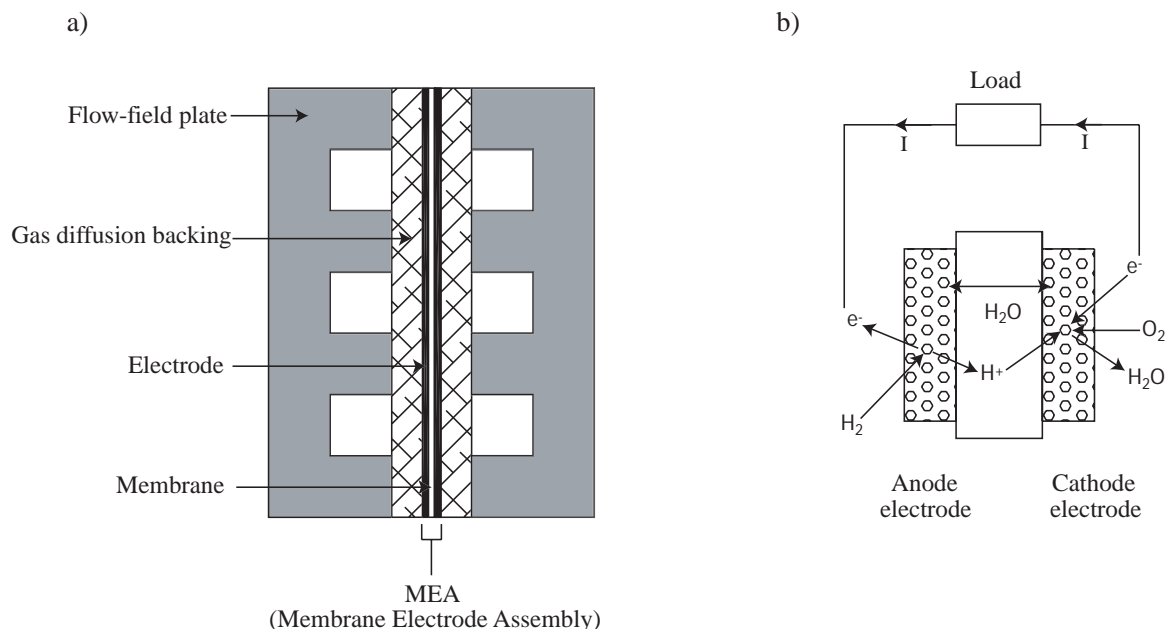 a)
Flow-field plate
Gas diffusion backing
Electrode
Membrane
MEA
(Membrane Electrode Assembly)
b)
Load
I
I
e-
H2O
e-
O2
H+
H2O
H2
Anode
electrode
Cathode
electrode